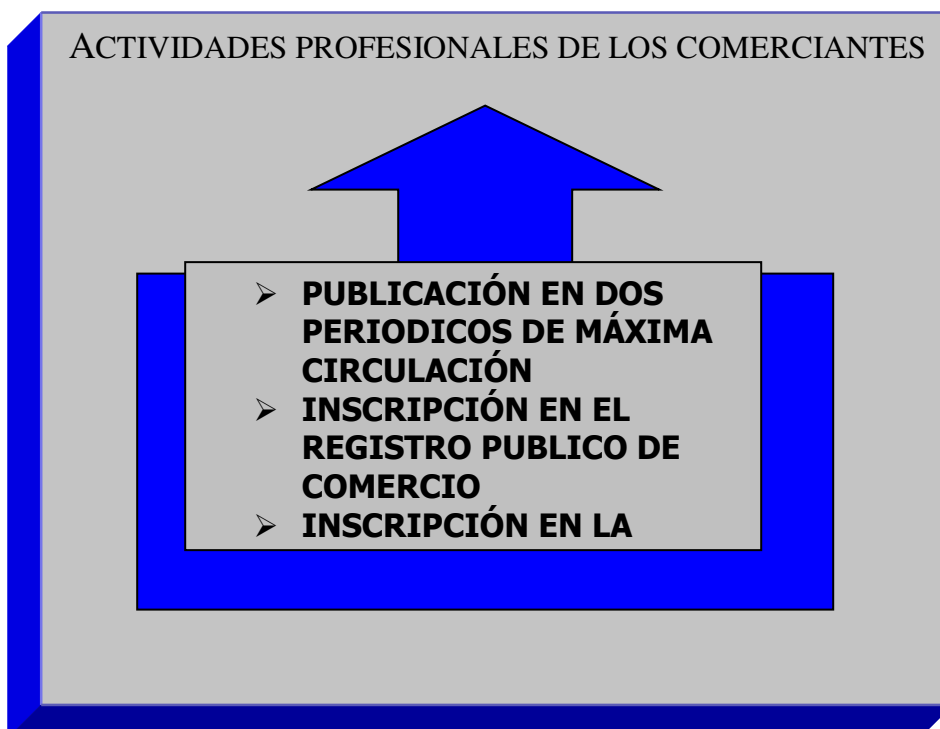 ACTIVIDADES PROFESIONALES DE LOS COMERCIANTES
➢ PUBLICACIÓN EN DOS
PERIODICOS DE MÁXIMA
CIRCULACIÓN
➢ INSCRIPCIÓN EN EL
REGISTRO PUBLICO DE
COMERCIO
➢ INSCRIPCIÓN EN LA